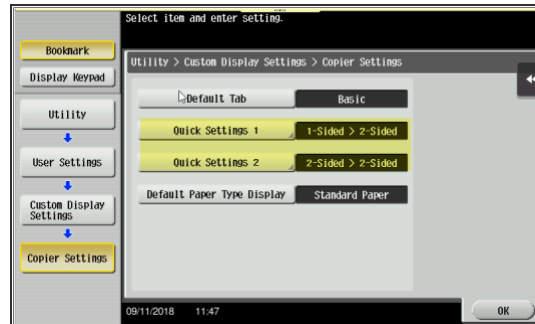 Select item and enter setting.
Bookmark
Display Keypad
Utility
User Settings
Custom Display
Settings
Copier Settings
Utility > Custom Display Settings > Copier Settings
Default Tab Basic
Quick Settings 1 1-Sided > 2-Sided
Quick Settings 2 2-Sided > 2-Sided
Default Paper Type Display Standard Paper
09/11/2018 11:47
OK